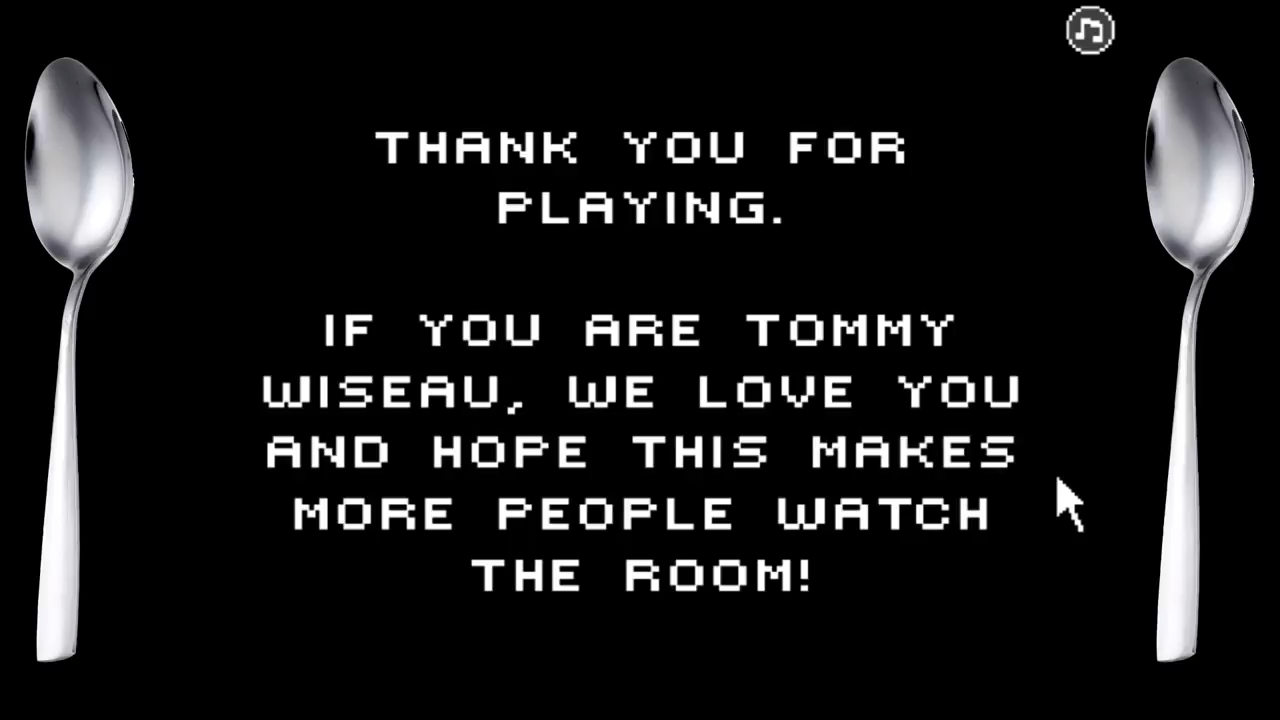 THANK YOU FOR
PLAYING.
IF YOU ARE TOMMY
WISEAU, WE LOVE YOU
AND HOPE THIS MAKES
MORE PEOPLE WATCH
THE ROOM!